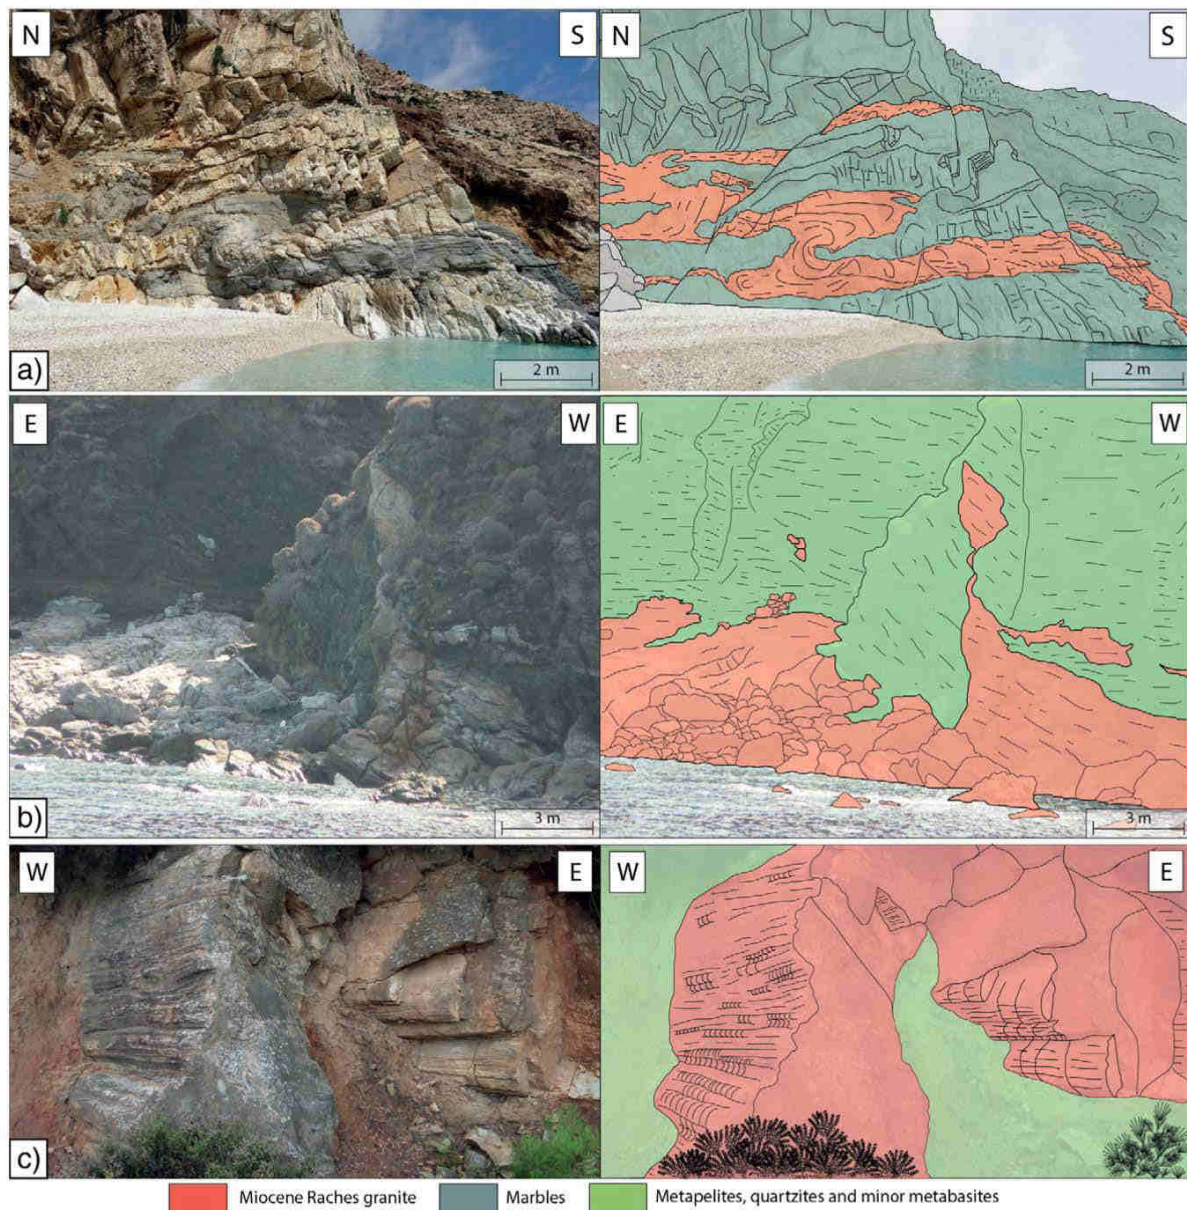 N S N S
a) 2 m 2 m
E W E W
b) 3 m 3 m
W E W E
c)
Miocene Raches granite Marbles Metapelites, quartzites and minor metabasites